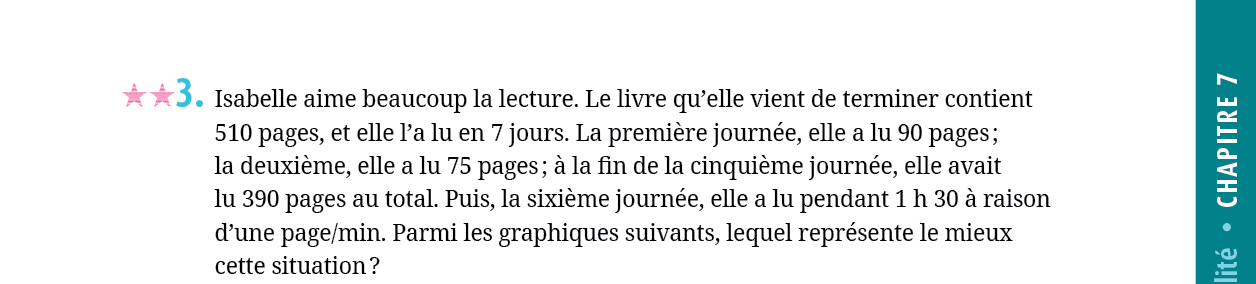 3. Isabelle aime beaucoup la lecture. Le livre qu’elle vient de terminer contient
510 pages, et elle l’a lu en 7 jours. La première journée, elle a lu 90 pages ;
la deuxième, elle a lu 75 pages ; à la fin de la cinquième journée, elle avait
lu 390 pages au total. Puis, la sixième journée, elle a lu pendant 1 h 30 à raison
d’une page/min. Parmi les graphiques suivants, lequel représente le mieux
cette situation ?
lité • CHAPITRE 7